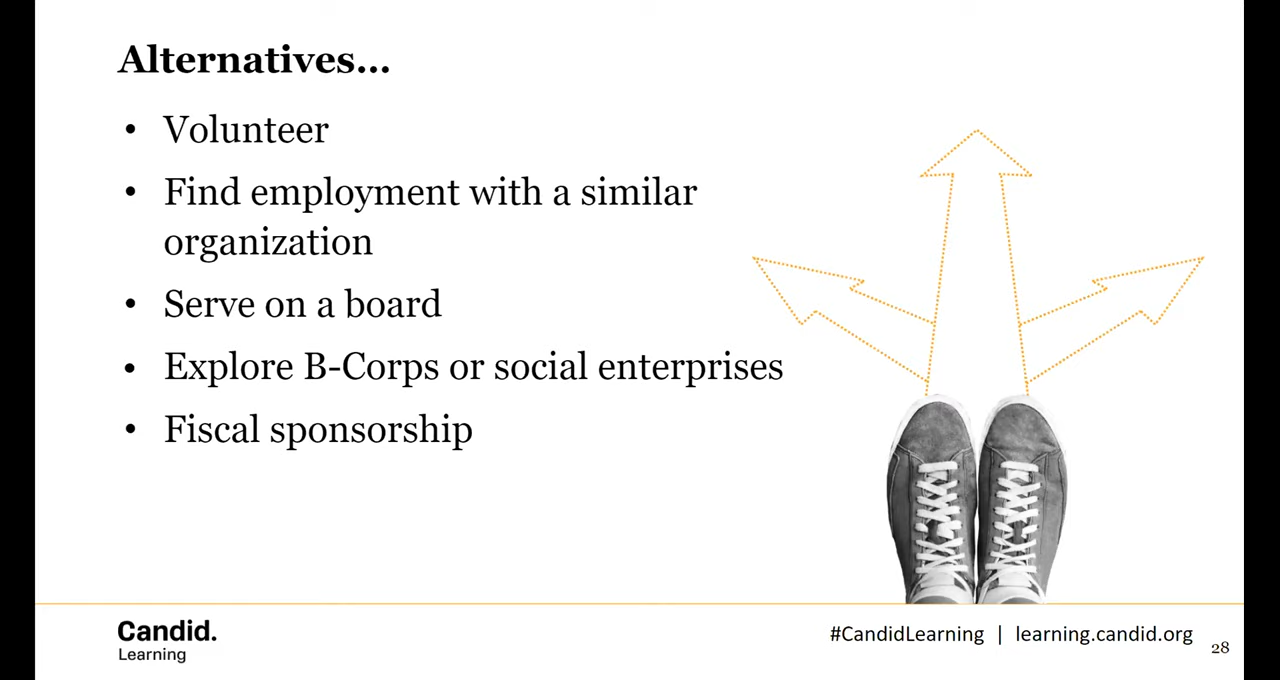 Alternatives...
• Volunteer
• Find employment with a similar
organization
• Serve on a board
• Explore B-Corps or social enterprises
• Fiscal sponsorship
Candid.
Learning
#CandidLearning | learning.candid.org
28